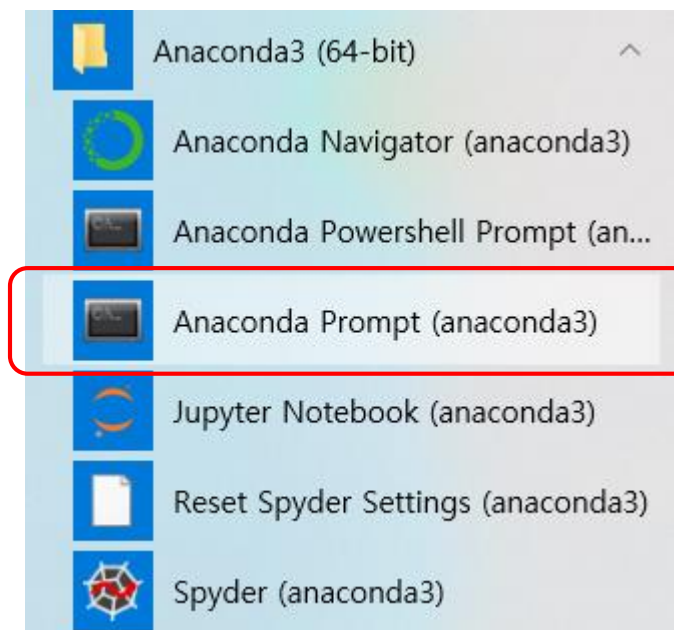 Anaconda3 (64-bit)
Anaconda Navigator (anaconda3)
Anaconda Powershell Prompt (an...
Anaconda Prompt (anaconda3)
Jupyter Notebook (anaconda3)
Reset Spyder Settings (anaconda3)
Spyder (anaconda3)